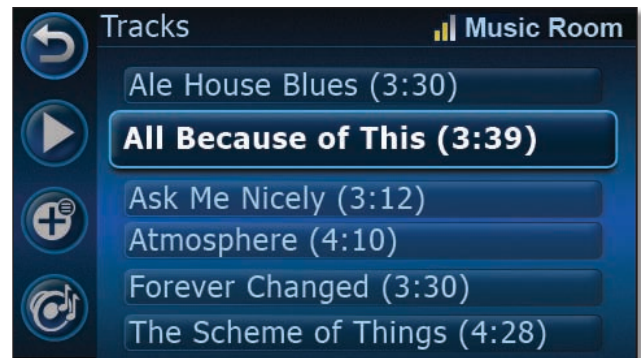 Tracks Music Room
Ale House Blues (3:30)
All Because of This (3:39)
Ask Me Nicely (3:12)
Atmosphere (4:10)
Forever Changed (3:30)
The Scheme of Things (4:28)